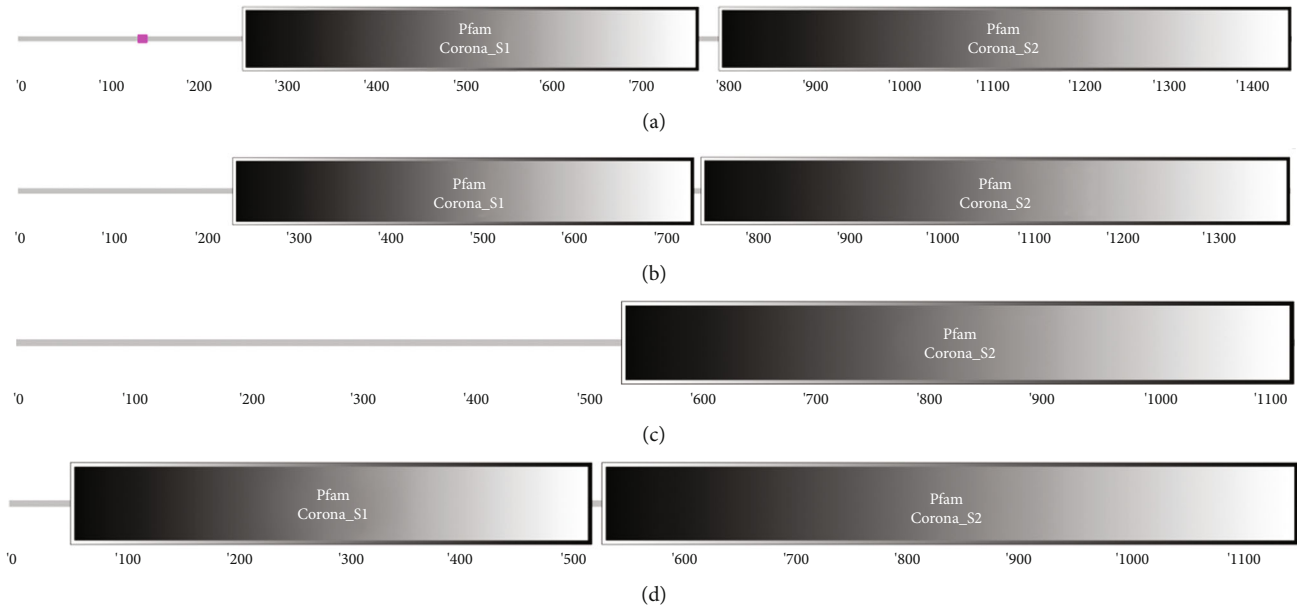 Pfam
Corona_S1
Pfam
Corona_S2
'0 '100 '200 '300 '400 '500 '600 '700 '800 '900 '1000 '1100 '1200 '1300 '1400
(a)
Pfam
Corona_S1
Pfam
Corona_S2
'0 '100 '200 '300 '400 '500 '600 '700 '800 '900 '1000 '1100 '1200 '1300
(b)
Pfam
Corona_S2
'0 '100 '200 '300 '400 '500 '600 '700 '800 '900 '1000 '1100
(c)
Pfam
Corona_S1
Pfam
Corona_S2
'0 '100 '200 '300 '400 '500 '600 '700 '800 '900 '1000 '1100
(d)